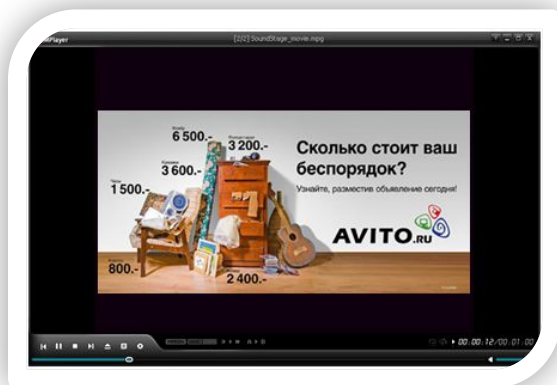 [2/2] SoundStage_movie.mpg
6 500.-
3 200.-
3 600.-
1 500.-
800.-
2 400.-
Сколько стоит ваш
беспорядок?
Узнайте, разместив объявление сегодня!
AVITO.RU
00:00:12/00:01:00